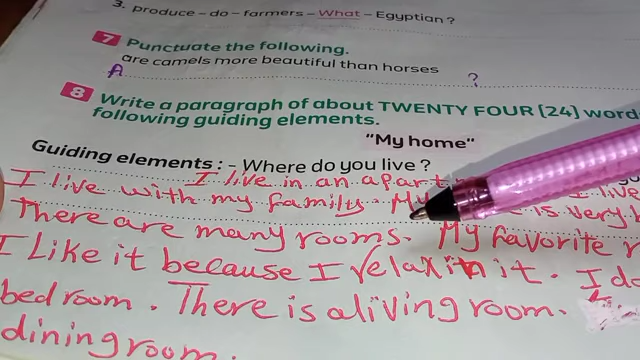 3. produce – do – farmers – What – Egyptian ?
7 Punctuate the following.
are camels more beautiful than horses
A ?
8 Write a paragraph of about TWENTY FOUR (24) word
following guiding elements.
"My home"
Guiding elements : - Where do you live ?
I live in an apart
I live with my family. My is very
There are many rooms. My favorite
I Like it because I relax in it. I do
bedroom. There is a living room.
dining room.